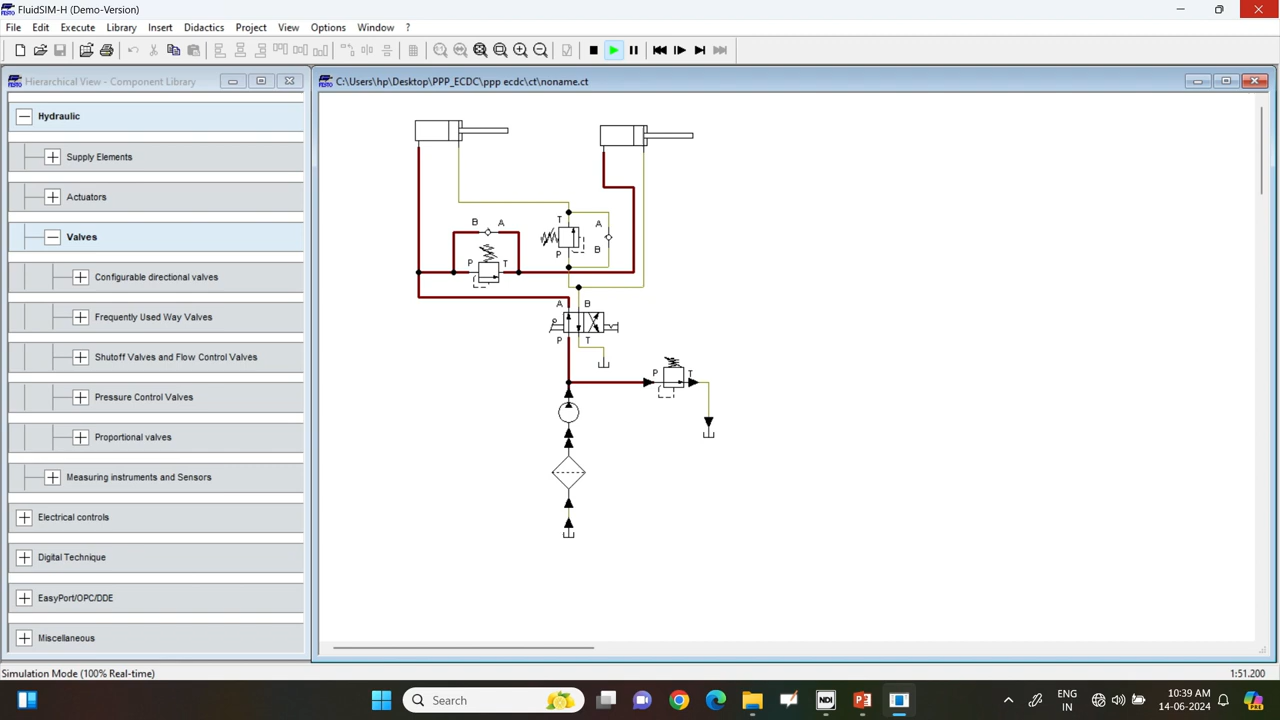 FluidSIM-H (Demo-Version)
File Edit Execute Library Insert Didactics Project View Options Window ?
FESTO Hierarchical View - Component Library
FESTO C:\Users\hp\Desktop\PPP_ECDC\ppp ecdc\ct\noname.ct
Hydraulic
Supply Elements
Actuators
Valves
Configurable directional valves
Frequently Used Way Valves
Shutoff Valves and Flow Control Valves
Pressure Control Valves
Proportional valves
Measuring instruments and Sensors
Electrical controls
Digital Technique
EasyPort/OPC/DDE
Miscellaneous
B A
T A
P T
P B
A B
P T
P T
Simulation Mode (100% Real-time)
1:51.200
Search
NDI
ENG
IN
10:39 AM
14-06-2024